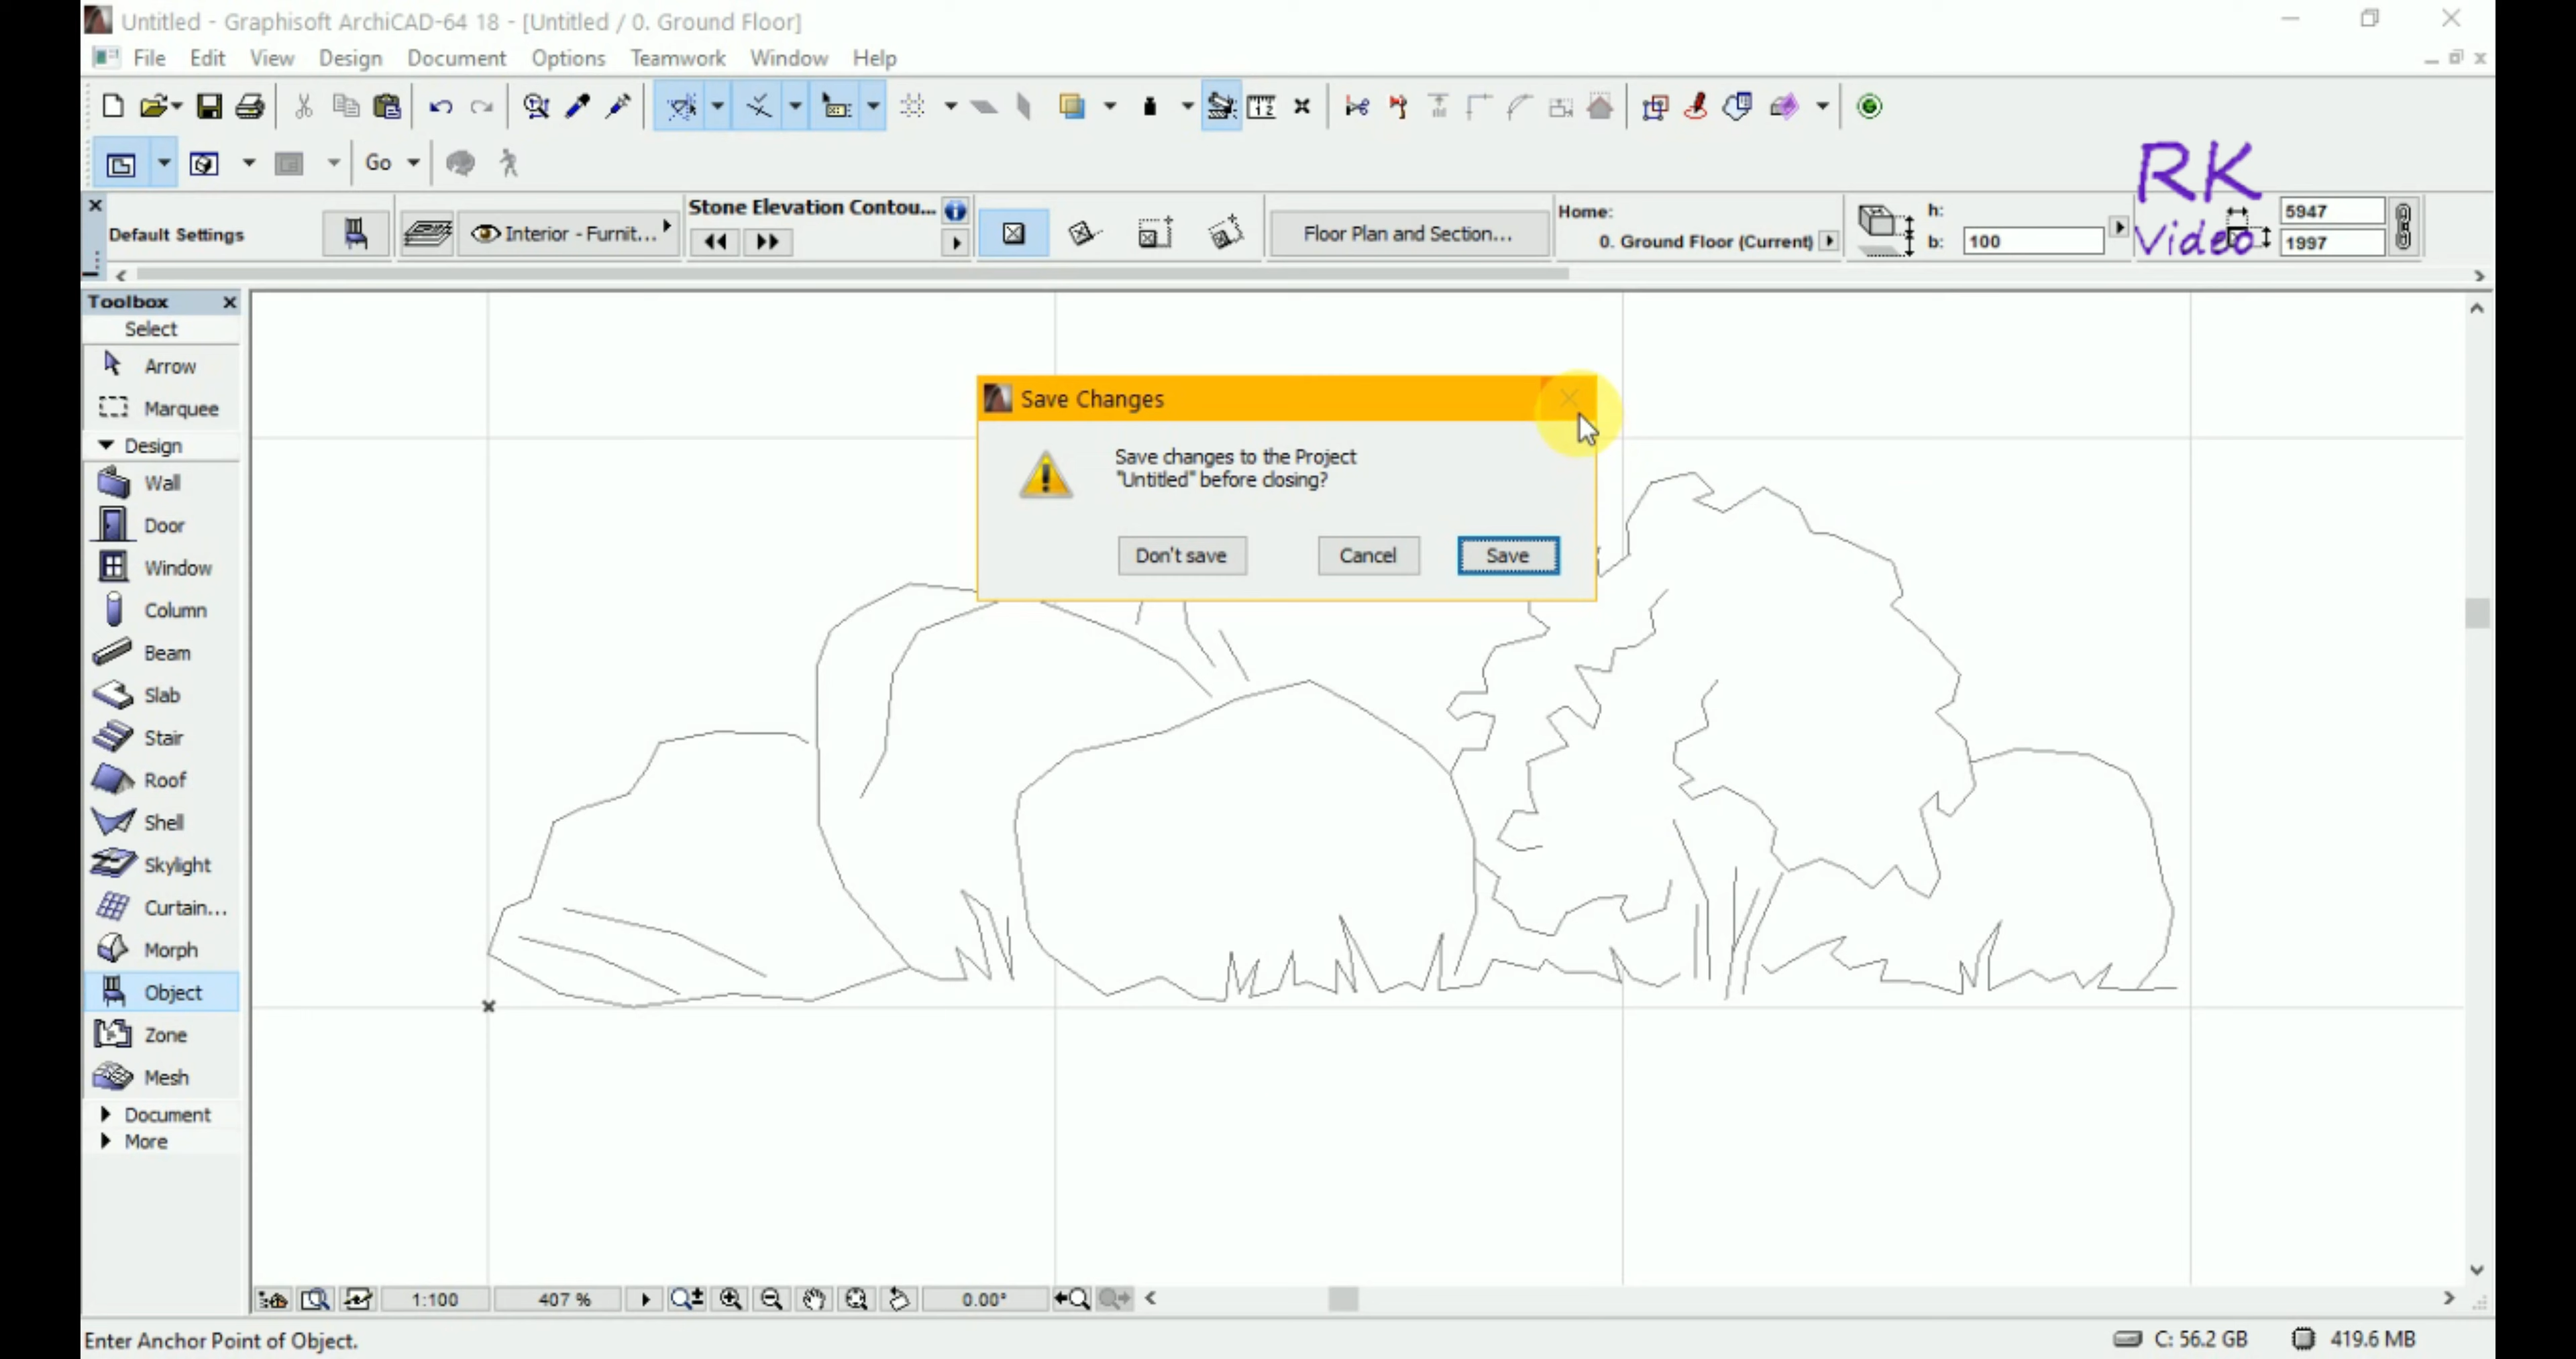 Untitled - Graphisoft ArchiCAD-64 18 - [Untitled / 0. Ground Floor]
File Edit View Design Document Options Teamwork Window Help
Go
RK
Video
Default Settings
Interior - Furnit...
Stone Elevation Contou...
Floor Plan and Section...
Home:
0. Ground Floor (Current)
h:
b: 100
5947
1997
Toolbox
Select
Arrow
Marquee
Design
Wall
Door
Window
Column
Beam
Slab
Stair
Roof
Shell
Skylight
Curtain...
Morph
Object
Zone
Mesh
Document
More
Save Changes
Save changes to the Project
"Untitled" before closing?
Don't save Cancel Save
1:100 407 % 0.00°
Enter Anchor Point of Object.
C: 56.2 GB 419.6 MB